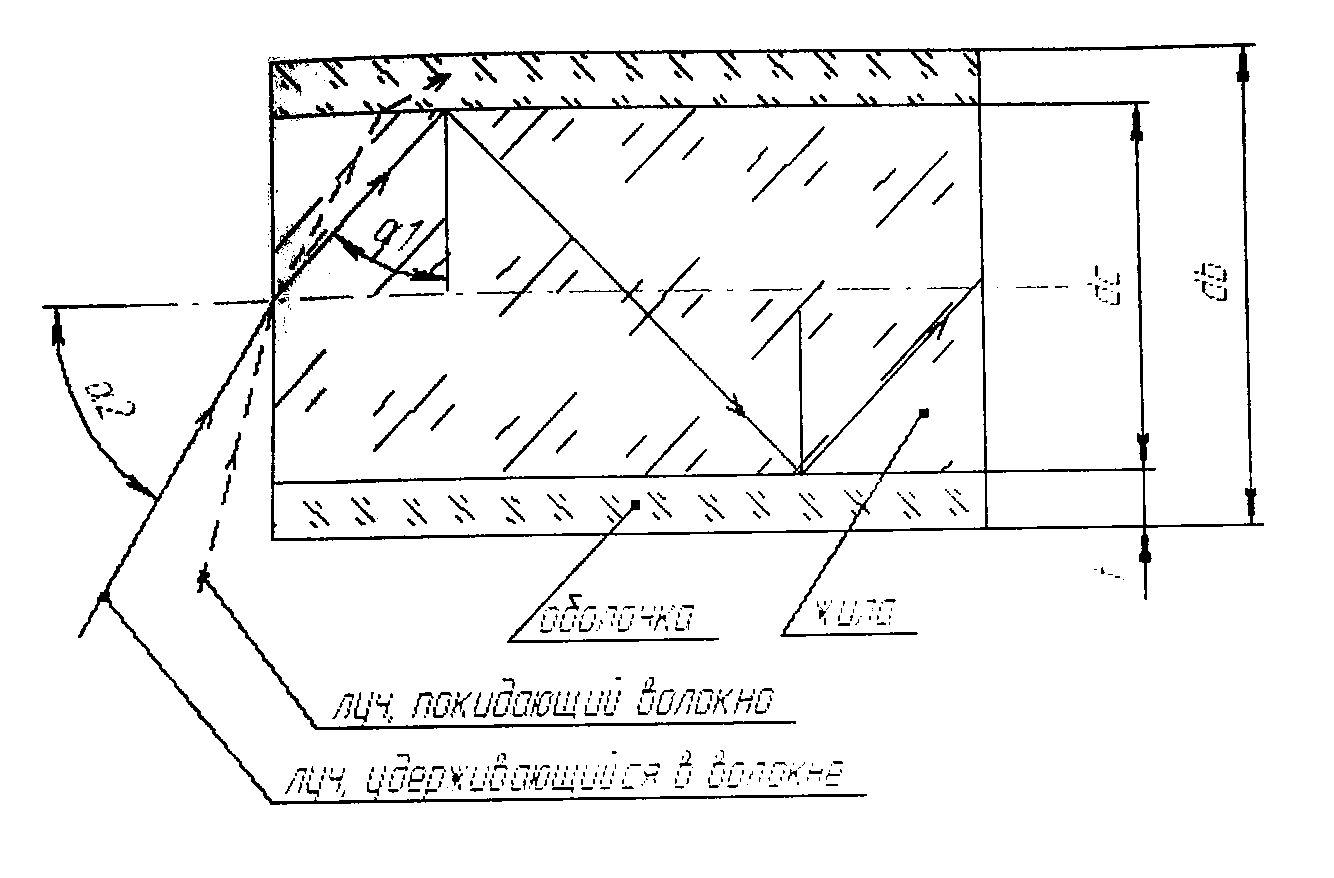 α1
α2
оболочка
жила
луч, покидающий волокно
луч, удерживающийся в волокне